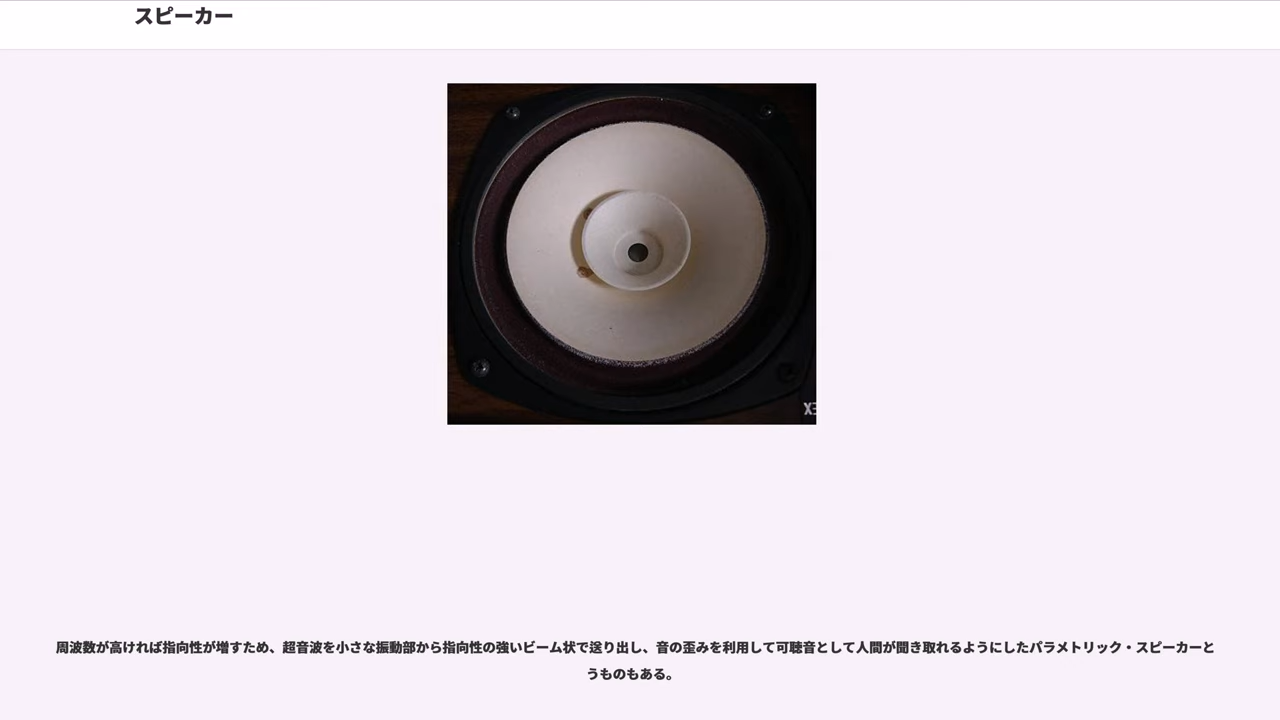 スピーカー
周波数が高ければ指向性が増すため、超音波を小さな振動部から指向性の強いビーム状で送り出し、音の歪みを利用して可聴音として人間が聞き取れるようにしたパラメトリック・スピーカーと
うものもある。